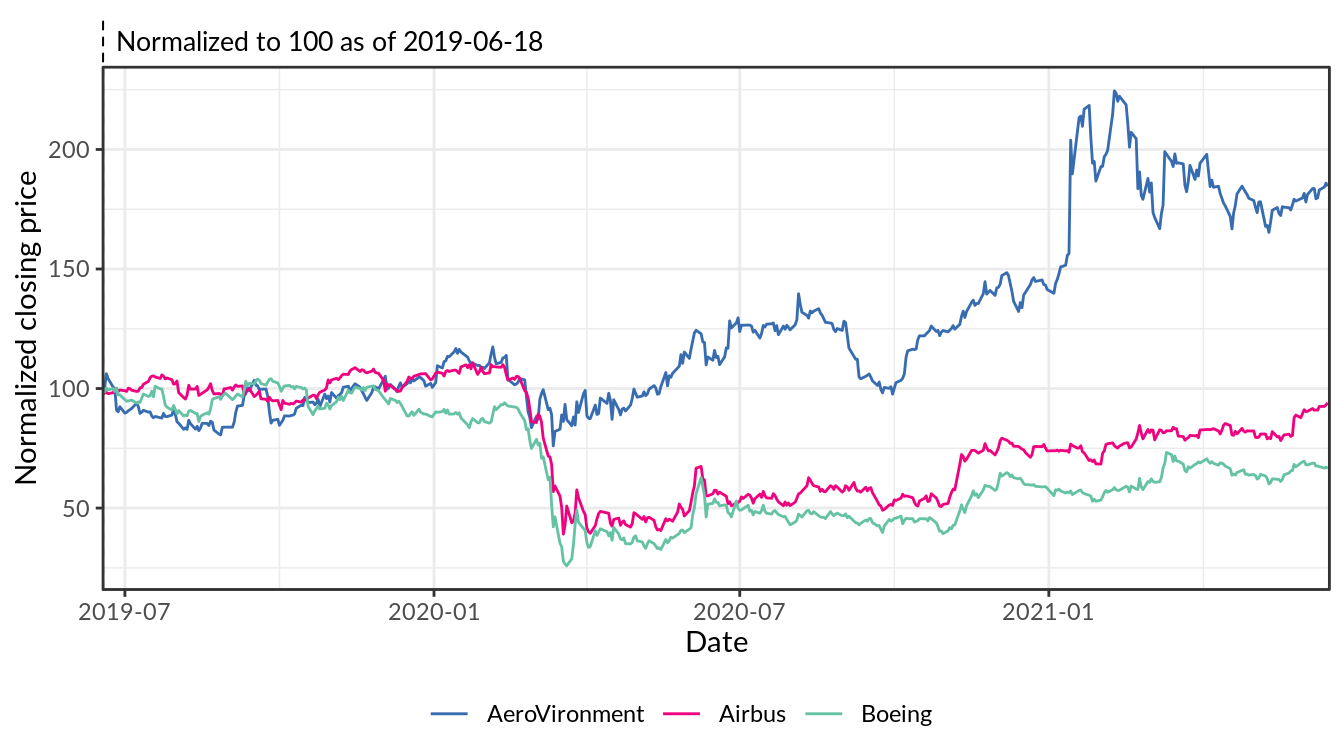 Normalized to 100 as of 2019-06-18
Normalized closing price
200
150
100
50
2019-07 2020-01 2020-07 2021-01
Date
AeroVironment Airbus Boeing